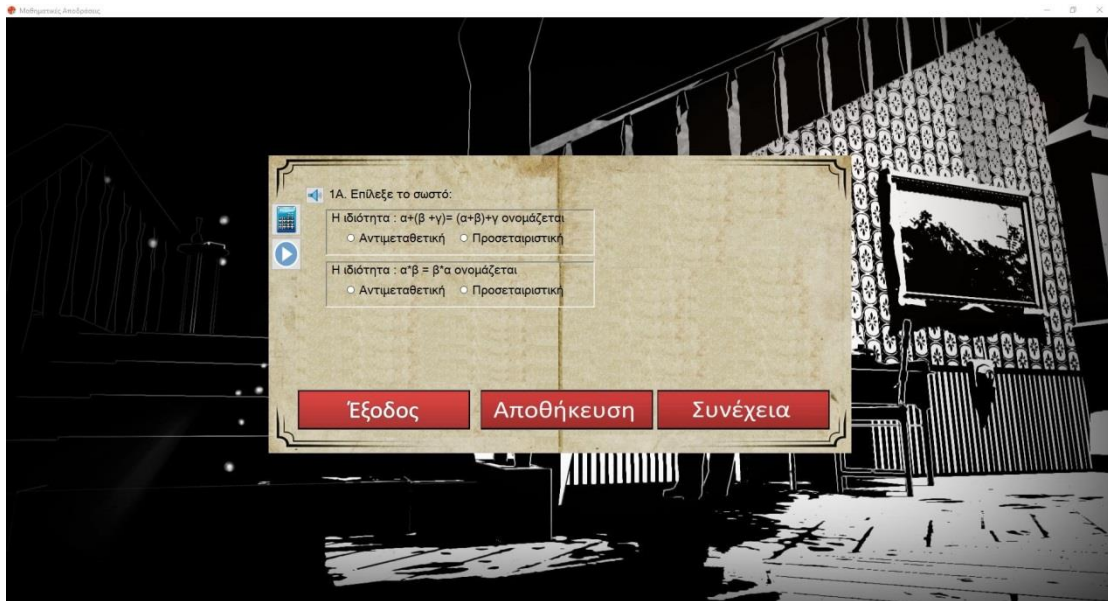 Μαθηματικές Αποδράσεις
1Α. Επίλεξε το σωστό:
Η ιδιότητα : α+(β +γ)= (α+β)+γ ονομάζεται
Αντιμεταθετική Προσεταιριστική
Η ιδιότητα : α*β = β*α ονομάζεται
Αντιμεταθετική Προσεταιριστική
Έξοδος Αποθήκευση Συνέχεια